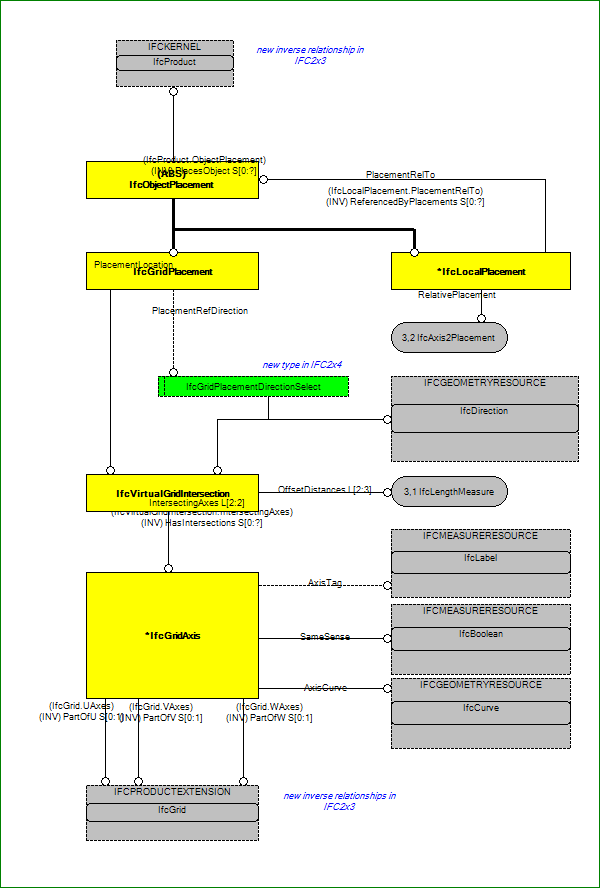 IFCKERNEL
IfcProduct
new inverse relationship in
IFC2x3
(IfcProduct.ObjectPlacement)
(INV) PlacesObject S[0:?]
(ABS)
IfcObjectPlacement
PlacementRelTo
(IfcLocalPlacement.PlacementRelTo)
(INV) ReferencedByPlacements S[0:?]
PlacementLocation
IfcGridPlacement
*IfcLocalPlacement
RelativePlacement
PlacementRefDirection
3,2 IfcAxis2Placement
new type in IFC2x4
IfcGridPlacementDirectionSelect
IFCGEOMETRYRESOURCE
IfcDirection
IfcVirtualGridIntersection
OffsetDistances L[2:3]
3,1 IfcLengthMeasure
IntersectingAxes L[2:2]
(IfcVirtualGridIntersection.IntersectingAxes)
(INV) HasIntersections S[0:?]
IFCMEASURERESOURCE
IfcLabel
AxisTag
*IfcGridAxis
SameSense
IFCMEASURERESOURCE
IfcBoolean
AxisCurve
IFCGEOMETRYRESOURCE
IfcCurve
(IfcGrid.UAxes)
(INV) PartOfU S[0:1]
(IfcGrid.VAxes)
(INV) PartOfV S[0:1]
(IfcGrid.WAxes)
(INV) PartOfW S[0:1]
IFCPRODUCTEXTENSION
IfcGrid
new inverse relationships in
IFC2x3